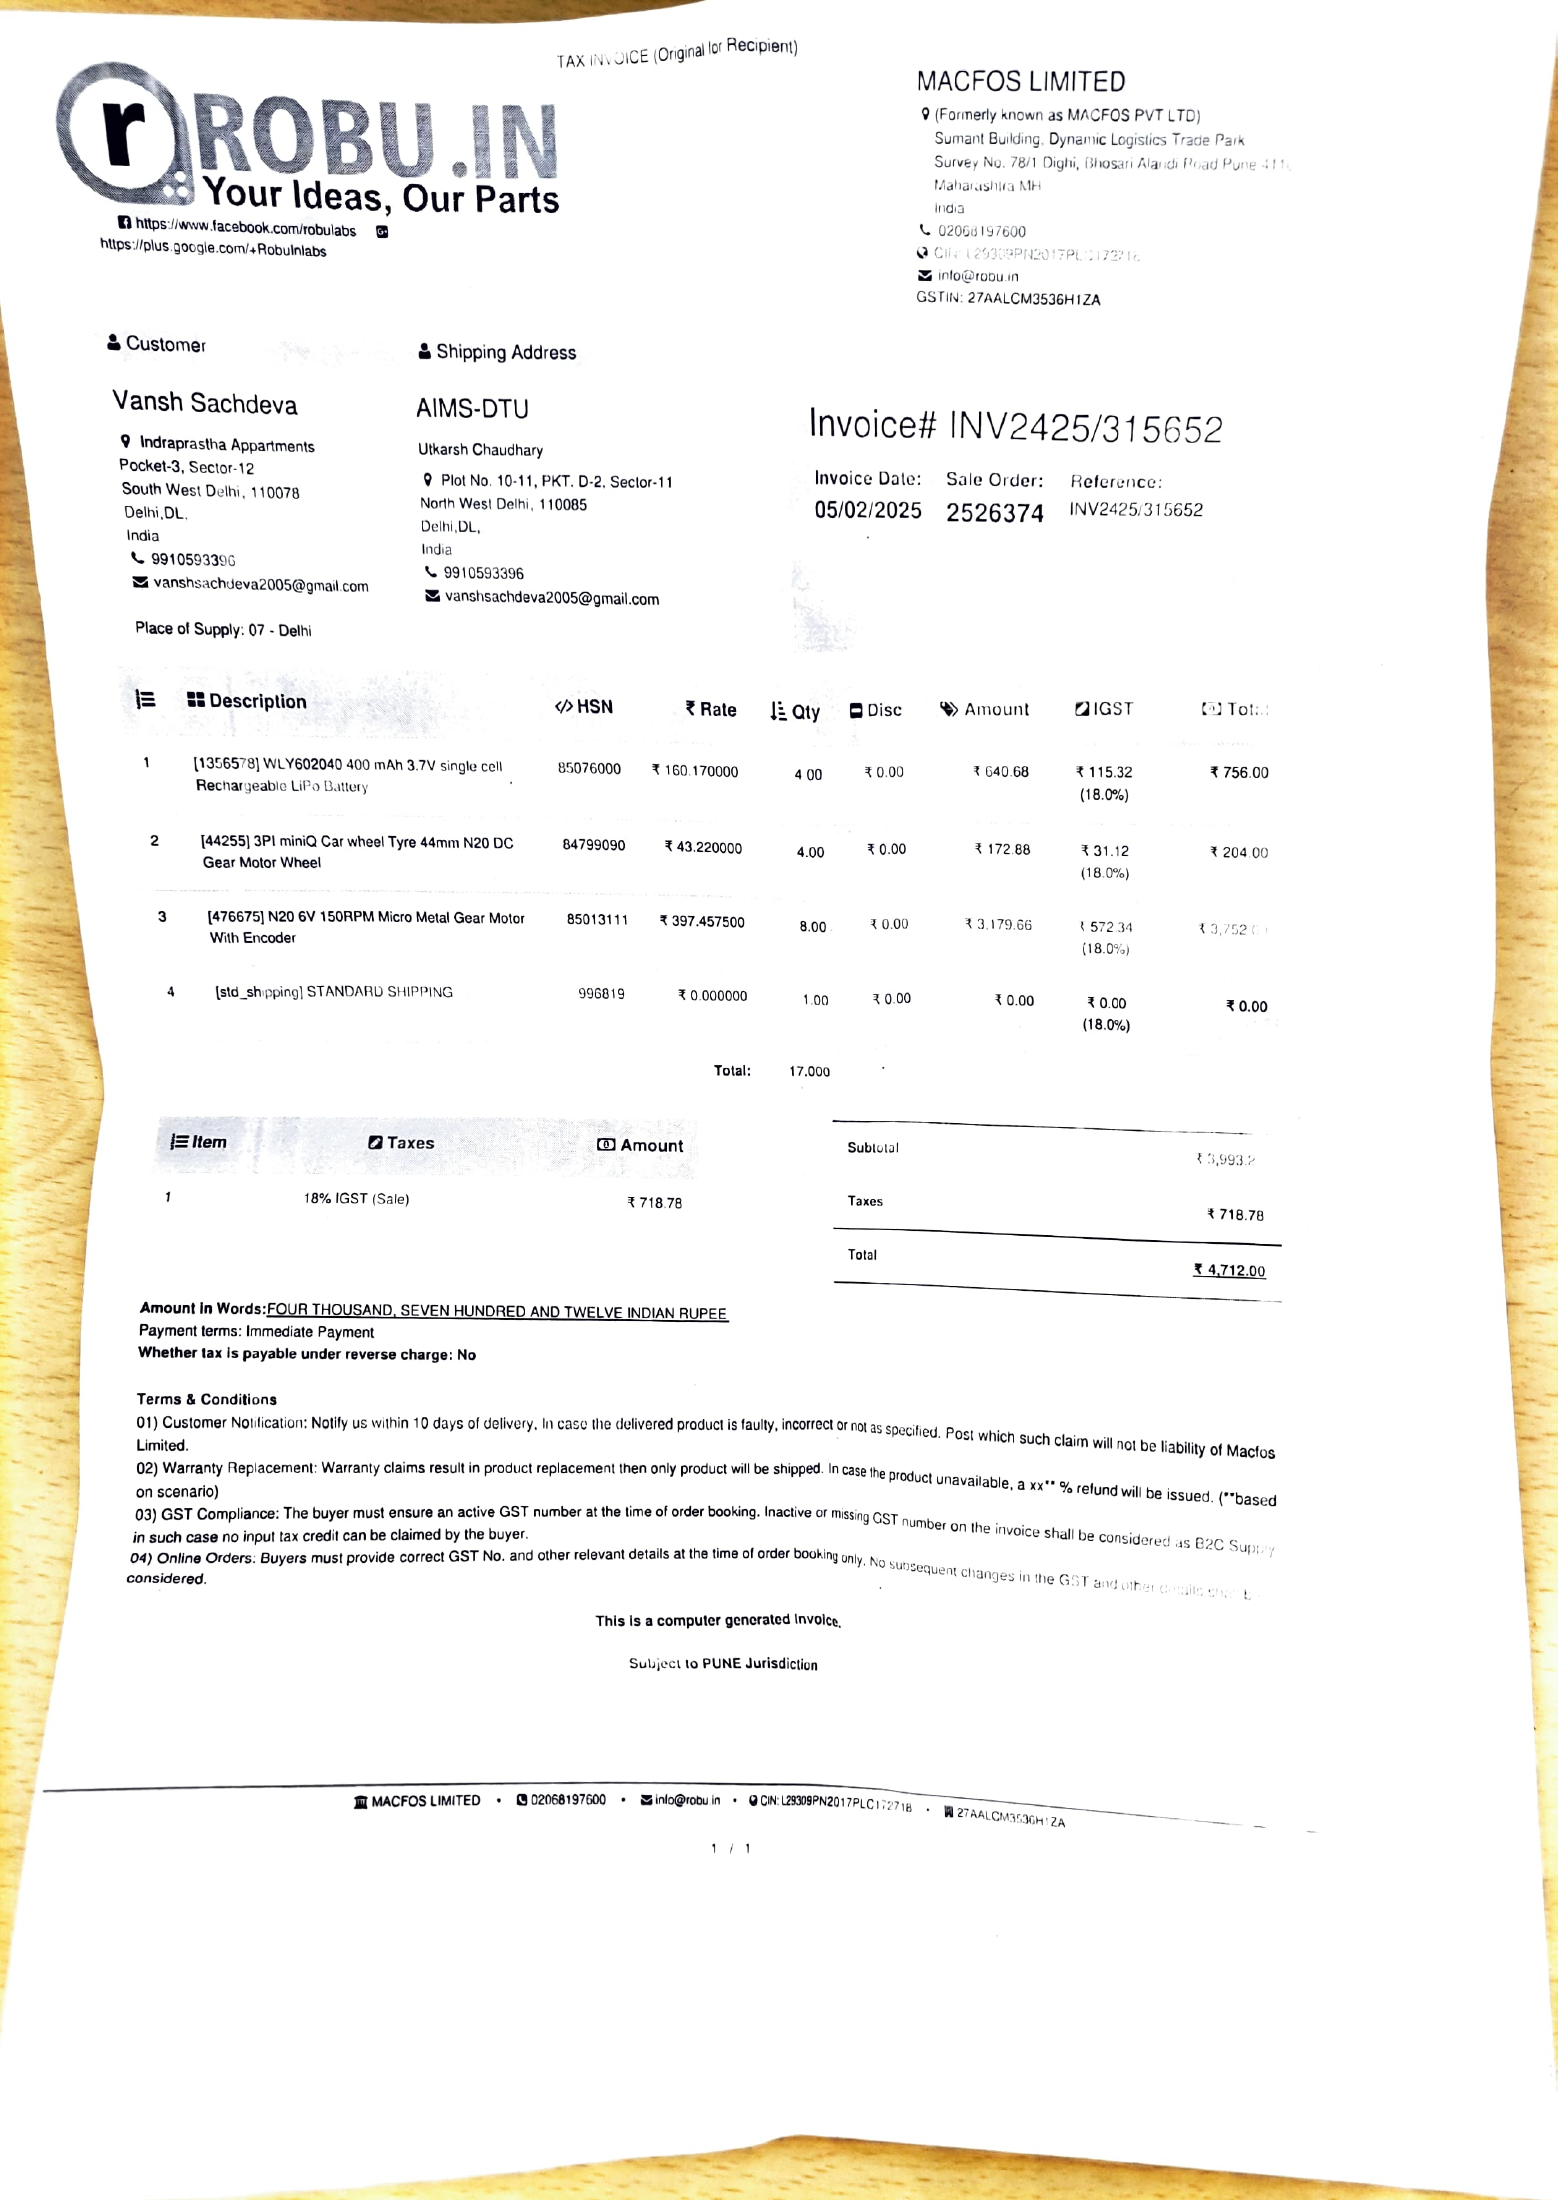 TAX INVOICE (Original for Recipient)
ROBU.IN
Your Ideas, Our Parts
https://www.facebook.com/robulabs
https://plus.google.com/+RobuInlabs
MACFOS LIMITED
(Formerly known as MACFOS PVT LTD)
Sumant Building, Dynamic Logistics Trade Park
Survey No. 78/1 Dighi, Bhosari Alandi Road Pune
Maharashtra MH
India
02068197600
CIN: L29309PN2017PLC172718
info@robu.in
GSTIN: 27AALCM3536H1ZA
Customer
Vansh Sachdeva
Indraprastha Appartments
Pocket-3, Sector-12
South West Delhi, 110078
Delhi,DL,
India
9910593396
vanshsachdeva2005@gmail.com
Place of Supply: 07 - Delhi
Shipping Address
AIMS-DTU
Utkarsh Chaudhary
Plot No. 10-11, PKT. D-2, Sector-11
North West Delhi, 110085
Delhi,DL,
India
9910593396
vanshsachdeva2005@gmail.com
Invoice# INV2425/315652
Invoice Date: Sale Order: Reference:
05/02/2025 2526374 INV2425/315652
Description HSN ₹ Rate Qty Disc Amount IGST Total
1 [1356578] WLY602040 400 mAh 3.7V single cell 85076000 ₹ 160.170000 4.00 ₹ 0.00 ₹ 640.68 ₹ 115.32 ₹ 756.00
Rechargeable LiPo Battery (18.0%)
2 [44255] 3PI miniQ Car wheel Tyre 44mm N20 DC 84799090 ₹ 43.220000 4.00 ₹ 0.00 ₹ 172.88 ₹ 31.12 ₹ 204.00
Gear Motor Wheel (18.0%)
3 [476675] N20 6V 150RPM Micro Metal Gear Motor 85013111 ₹ 397.457500 8.00 ₹ 0.00 ₹ 3,179.66 ₹ 572.34 ₹ 3,752.00
With Encoder (18.0%)
4 [std_shipping] STANDARD SHIPPING 996819 ₹ 0.000000 1.00 ₹ 0.00 ₹ 0.00 ₹ 0.00 ₹ 0.00
(18.0%)
Total: 17.000
Item Taxes Amount
1 18% IGST (Sale) ₹ 718.78
Subtotal ₹ 3,993.2
Taxes ₹ 718.78
Total ₹ 4,712.00
Amount in Words:FOUR THOUSAND, SEVEN HUNDRED AND TWELVE INDIAN RUPEE
Payment terms: Immediate Payment
Whether tax is payable under reverse charge: No
Terms & Conditions
01) Customer Notification: Notify us within 10 days of delivery, In case the delivered product is faulty, incorrect or not as specified. Post which such claim will not be liability of Macfos
Limited.
02) Warranty Replacement: Warranty claims result in product replacement then only product will be shipped. In case the product unavailable, a xx** % refund will be issued. (**based
on scenario)
03) GST Compliance: The buyer must ensure an active GST number at the time of order booking. Inactive or missing GST number on the invoice shall be considered as B2C Supply
in such case no input tax credit can be claimed by the buyer.
04) Online Orders: Buyers must provide correct GST No. and other relevant details at the time of order booking only. No subsequent changes in the GST and other details
considered.
This is a computer generated Invoice.
Subject to PUNE Jurisdiction
MACFOS LIMITED • 02068197600 • info@robu.in • CIN: L29309PN2017PLC172718 • 27AALCM3536H1ZA
1 / 1